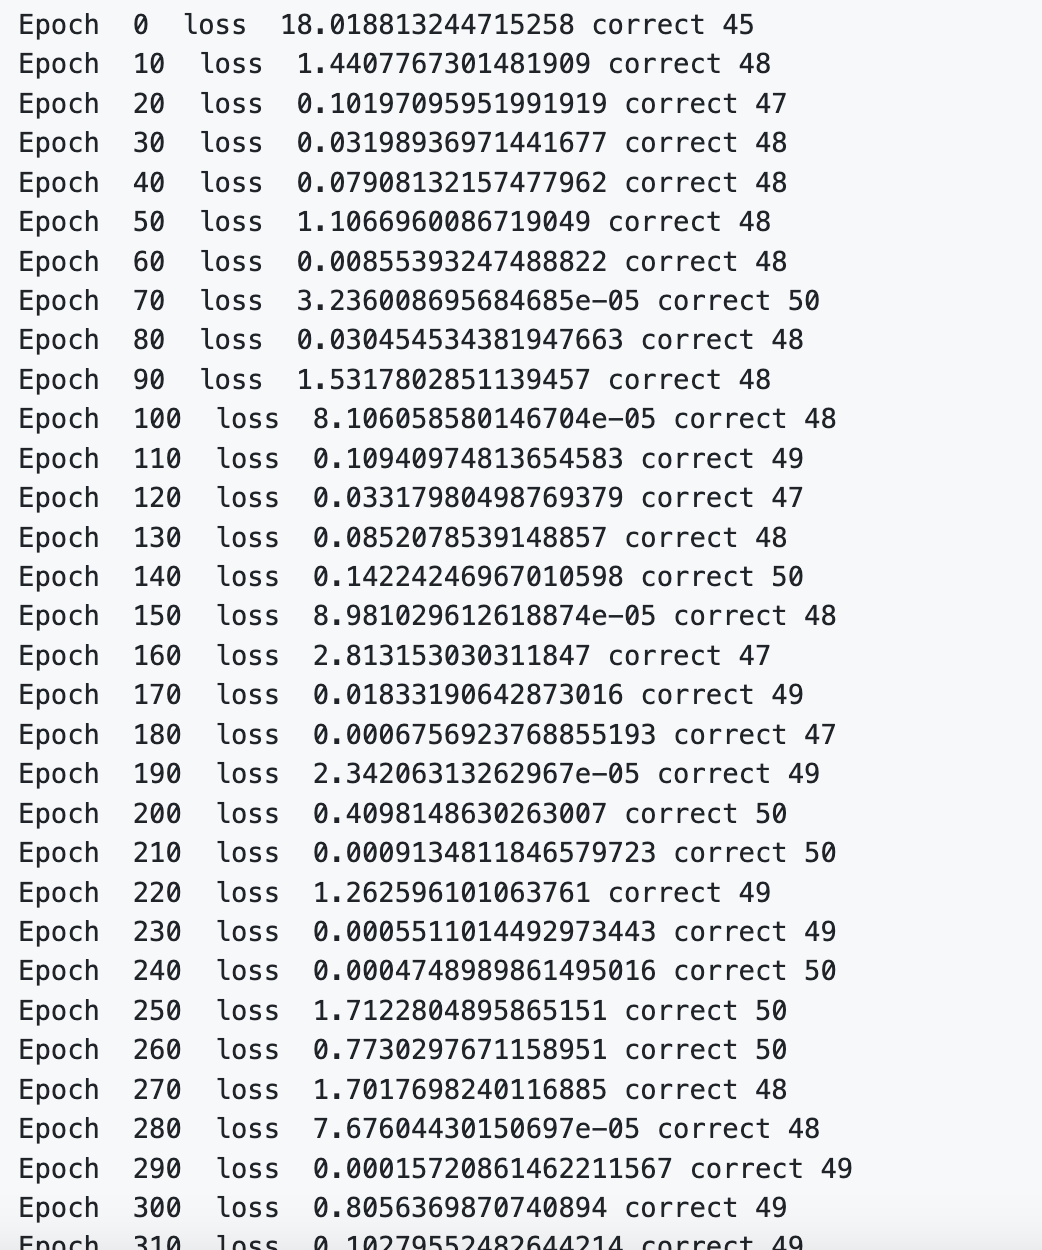 Epoch  0  loss  18.018813244715258 correct 45
Epoch  10  loss  1.4407767301481909 correct 48
Epoch  20  loss  0.10197095951991919 correct 47
Epoch  30  loss  0.03198936971441677 correct 48
Epoch  40  loss  0.07908132157477962 correct 48
Epoch  50  loss  1.1066960086719049 correct 48
Epoch  60  loss  0.00855393247488822 correct 48
Epoch  70  loss  3.236008695684685e-05 correct 50
Epoch  80  loss  0.030454534381947663 correct 48
Epoch  90  loss  1.5317802851139457 correct 48
Epoch  100  loss  8.106058580146704e-05 correct 48
Epoch  110  loss  0.10940974813654583 correct 49
Epoch  120  loss  0.03317980498769379 correct 47
Epoch  130  loss  0.0852078539148857 correct 48
Epoch  140  loss  0.14224246967010598 correct 50
Epoch  150  loss  8.981029612618874e-05 correct 48
Epoch  160  loss  2.813153030311847 correct 47
Epoch  170  loss  0.01833190642873016 correct 49
Epoch  180  loss  0.0006756923768855193 correct 47
Epoch  190  loss  2.34206313262967e-05 correct 49
Epoch  200  loss  0.4098148630263007 correct 50
Epoch  210  loss  0.0009134811846579723 correct 50
Epoch  220  loss  1.262596101063761 correct 49
Epoch  230  loss  0.0005511014492973443 correct 49
Epoch  240  loss  0.0004748989861495016 correct 50
Epoch  250  loss  1.7122804895865151 correct 50
Epoch  260  loss  0.7730297671158951 correct 50
Epoch  270  loss  1.7017698240116885 correct 48
Epoch  280  loss  7.67604430150697e-05 correct 48
Epoch  290  loss  0.00015720861462211567 correct 49
Epoch  300  loss  0.8056369870740894 correct 49
Epoch  310  loss  0.10279552482644214 correct 49